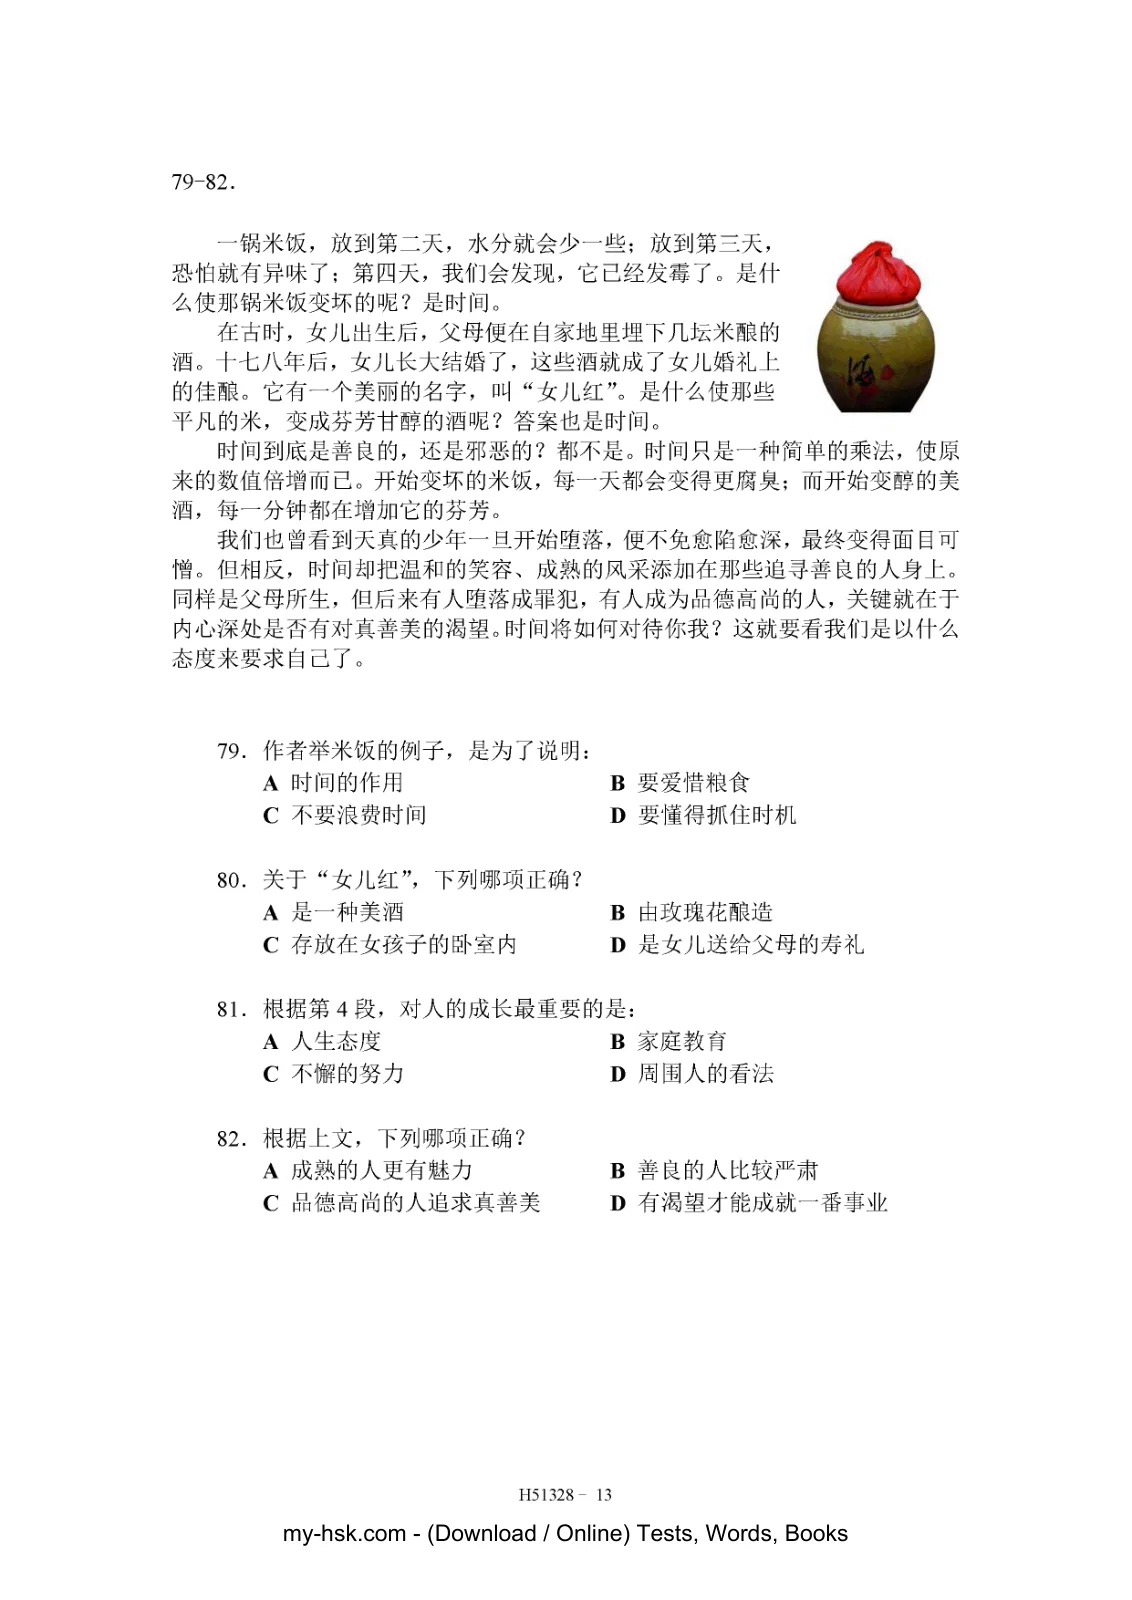 79-82．
一锅米饭，放到第二天，水分就会少一些；放到第三天，
恐怕就有异味了；第四天，我们会发现，它已经发霉了。是什
么使那锅米饭变坏的呢？是时间。
在古时，女儿出生后，父母便在自家地里埋下几坛米酿的
酒。十七八年后，女儿长大结婚了，这些酒就成了女儿婚礼上
的佳酿。它有一个美丽的名字，叫“女儿红”。是什么使那些
平凡的米，变成芬芳甘醇的酒呢？答案也是时间。
酒
时间到底是善良的，还是邪恶的？都不是。时间只是一种简单的乘法，使原
来的数值倍增而已。开始变坏的米饭，每一天都会变得更腐臭；而开始变醇的美
酒，每一分钟都在增加它的芬芳。
我们也曾看到天真的少年一旦开始堕落，便不免愈陷愈深，最终变得面目可
憎。但相反，时间却把温和的笑容、成熟的风采添加在那些追寻善良的人身上。
同样是父母所生，但后来有人堕落成罪犯，有人成为品德高尚的人，关键就在于
内心深处是否有对真善美的渴望。时间将如何对待你我？这就要看我们是以什么
态度来要求自己了。
79．作者举米饭的例子，是为了说明：
A 时间的作用 B 要爱惜粮食
C 不要浪费时间 D 要懂得抓住时机
80．关于“女儿红”，下列哪项正确？
A 是一种美酒 B 由玫瑰花酿造
C 存放在女孩子的卧室内 D 是女儿送给父母的寿礼
81．根据第 4 段，对人的成长最重要的是：
A 人生态度 B 家庭教育
C 不懈的努力 D 周围人的看法
82．根据上文，下列哪项正确？
A 成熟的人更有魅力 B 善良的人比较严肃
C 品德高尚的人追求真善美 D 有渴望才能成就一番事业
H51328－ 13
my-hsk.com - (Download / Online) Tests, Words, Books